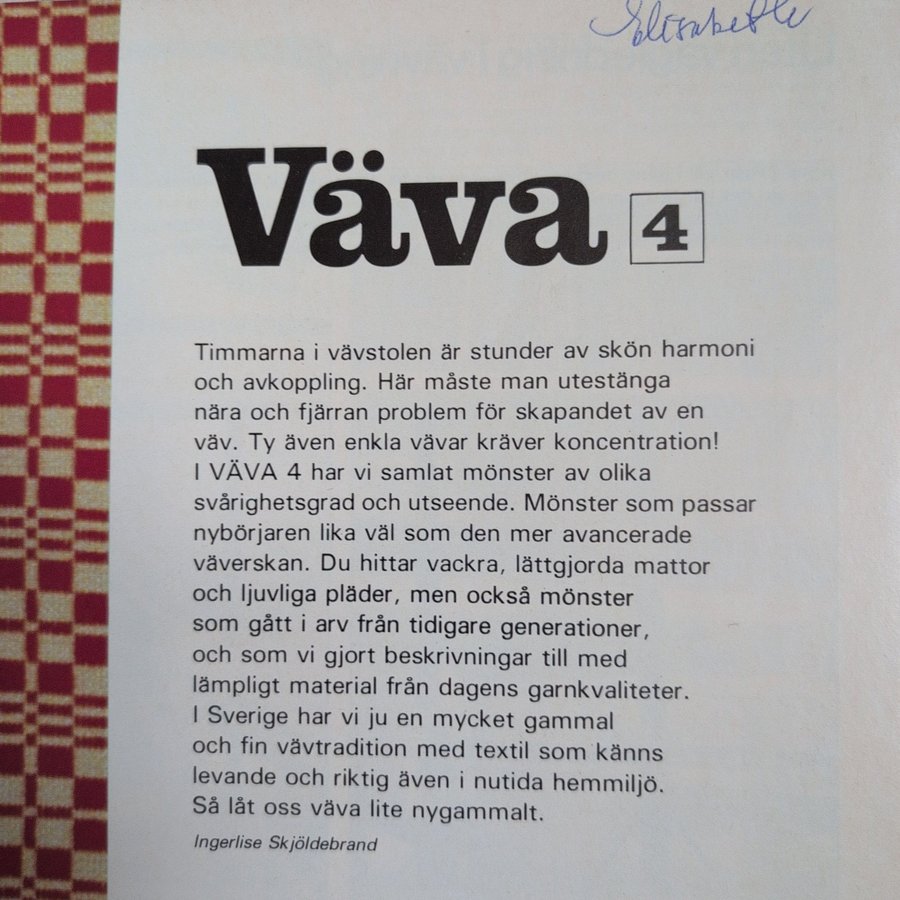 Elisabeth
Väva 4
Timmarna i vävstolen är stunder av skön harmoni
och avkoppling. Här måste man utestänga
nära och fjärran problem för skapandet av en
väv. Ty även enkla vävar kräver koncentration!
I VÄVA 4 har vi samlat mönster av olika
svårighetsgrad och utseende. Mönster som passar
nybörjaren lika väl som den mer avancerade
väverskan. Du hittar vackra, lättgjorda mattor
och ljuvliga pläder, men också mönster
som gått i arv från tidigare generationer,
och som vi gjort beskrivningar till med
lämpligt material från dagens garnkvaliteter.
I Sverige har vi ju en mycket gammal
och fin vävtradition med textil som känns
levande och riktig även i nutida hemmiljö.
Så låt oss väva lite nygammalt.
Ingerlise Skjöldebrand